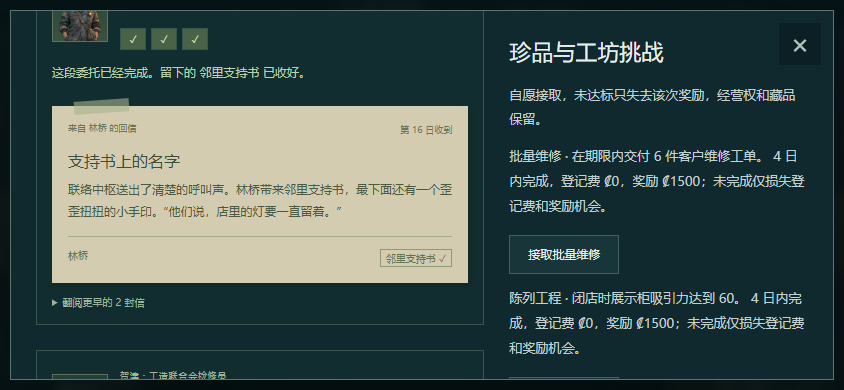 ✓ ✓ ✓
这段委托已经完成。留下的 邻里支持书 已收好。
来自 林桥 的回信
第 16 日收到
支持书上的名字
联络中枢送出了清楚的呼叫声。林桥带来邻里支持书，最下面还有一个歪
歪扭扭的小手印。“他们说，店里的灯要一直留着。”
林桥
邻里支持书 ✓
▶ 翻阅更早的 2 封信
贺演 · 工造联合会检修员
珍品与工坊挑战
×
自愿接取，未达标只失去该次奖励，经营权和藏品
保留。
批量维修 · 在期限内交付 6 件客户维修工单。 4 日
内完成，登记费 ₡0，奖励 ₡1500；未完成仅损失登
记费和奖励机会。
接取批量维修
陈列工程 · 闭店时展示柜吸引力达到 60。 4 日内完
成，登记费 ₡0，奖励 ₡1500；未完成仅损失登记费
和奖励机会。